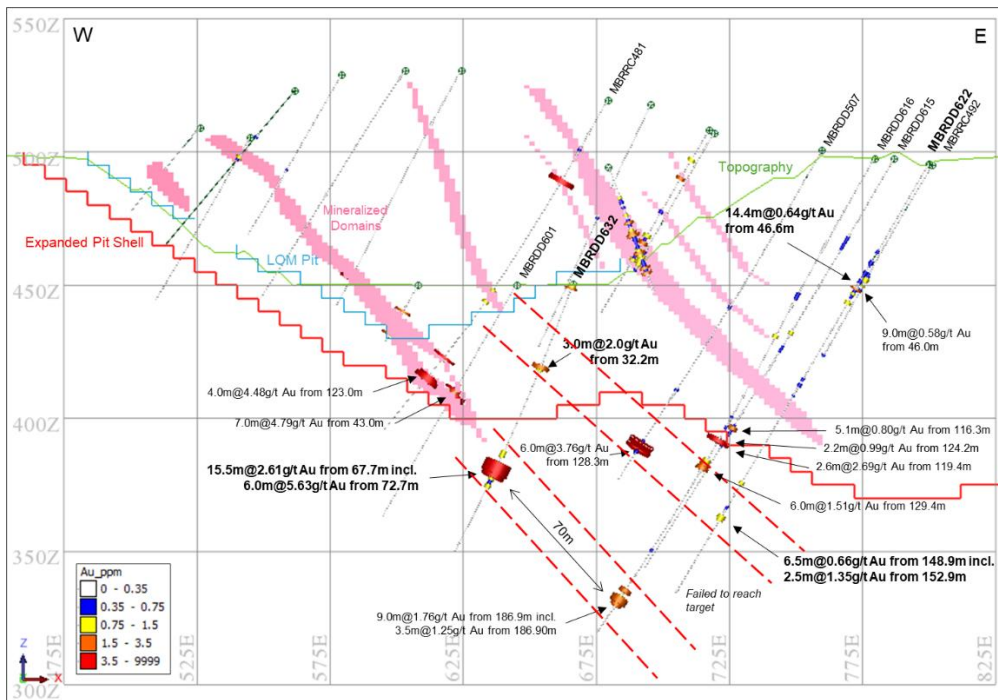 550Z
W
E
MBRRC481
MBRDD507
MBRDD616
MBRDD615
MBRDD622
MBRRC492
500Z
Topography
Mineralized
Domains
14.4m@0.64g/t Au
from 46.6m
Expanded Pit Shell
LOM Pit
MBRDD601
MBRDD632
450Z
9.0m@0.58g/t Au
from 46.0m
3.0m@2.0g/t Au
from 32.2m
4.0m@4.48g/t Au from 123.0m
7.0m@4.79g/t Au from 43.0m
400Z
5.1m@0.80g/t Au from 116.3m
2.2m@0.99g/t Au from 124.2m
2.6m@2.69g/t Au from 119.4m
6.0m@3.76g/t Au
from 128.3m
15.5m@2.61g/t Au from 67.7m incl.
6.0m@5.63g/t Au from 72.7m
6.0m@1.51g/t Au from 129.4m
70m
350Z
6.5m@0.66g/t Au from 148.9m incl.
2.5m@1.35g/t Au from 152.9m
Failed to reach
target
9.0m@1.76g/t Au from 186.9m incl.
3.5m@1.25g/t Au from 186.90m
Au_ppm
0 - 0.35
0.35 - 0.75
0.75 - 1.5
1.5 - 3.5
3.5 - 9999
Z
X
300Z
475E
525E
575E
625E
675E
725E
775E
825E